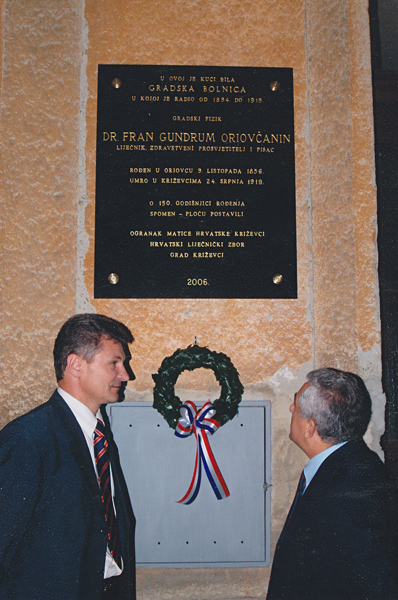 U OVOJ JE KUĆI BILA
GRADSKA BOLNICA
U KOJOJ JE RADIO OD 1894. DO 1919.
GRADSKI FIZIK
DR. FRAN GUNDRUM ORIOVČANIN
LIJEČNIK, ZDRAVSTVENI PROSVJETITELJ I PISAC
ROĐEN U ORIOVCU 9. LISTOPADA 1856.
UMRO U KRIŽEVCIMA 24. SRPNJA 1919.
O 150. GODIŠNJICI ROĐENJA
SPOMEN - PLOČU POSTAVILI
OGRANAK MATICE HRVATSKE KRIŽEVCI
HRVATSKI LIJEČNIČKI ZBOR
GRAD KRIŽEVCI
2006.